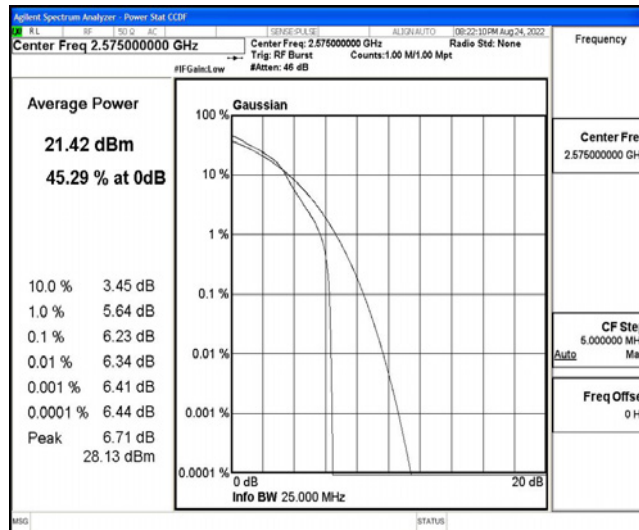 Agilent Spectrum Analyzer - Power Stat CCDF
RL RF 50 Ω AC SENSE:PULSE ALIGN AUTO 08:22:10 PM Aug 24, 2022
Center Freq 2.575000000 GHz
Center Freq: 2.575000000 GHz Radio Std: None
Trig: RF Burst Counts:1.00 M/1.00 Mpt
#IFGain:Low #Atten: 46 dB
Frequency
Average Power
21.42 dBm
45.29 % at 0dB
10.0 % 3.45 dB
1.0 % 5.64 dB
0.1 % 6.23 dB
0.01 % 6.34 dB
0.001 % 6.41 dB
0.0001 % 6.44 dB
Peak 6.71 dB
28.13 dBm
Gaussian
100 %
10 %
1 %
0.1 %
0.01 %
0.001 %
0.0001 %
0 dB 20 dB
Info BW 25.000 MHz
Center Fre
2.575000000 GH
CF Ste
5.000000 MH
Auto Ma
Freq Offse
0 H
MSG STATUS